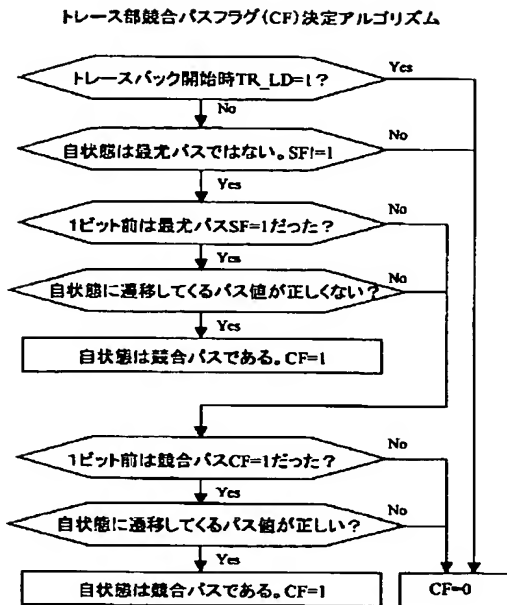 トレース部競合パスフラグ(CF)決定アルゴリズム
トレースバック開始時TR_LD=1?
Yes
No
自状態は最尤パスではない。SF!=1
No
Yes
1ビット前は最尤パスSF=1だった?
No
Yes
自状態に遷移してくるパス値が正しくない?
No
Yes
自状態は競合パスである。CF=1
1ビット前は競合パスCF=1だった?
No
Yes
自状態に遷移してくるパス値が正しい?
No
Yes
自状態は競合パスである。CF=1
CF=0